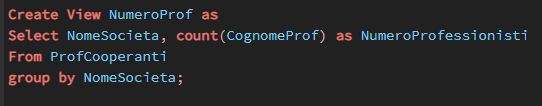 Create View NumeroProf as
Select NomeSocieta, count(CognomeProf) as NumeroProfessionisti
From ProfCooperanti
group by NomeSocieta;